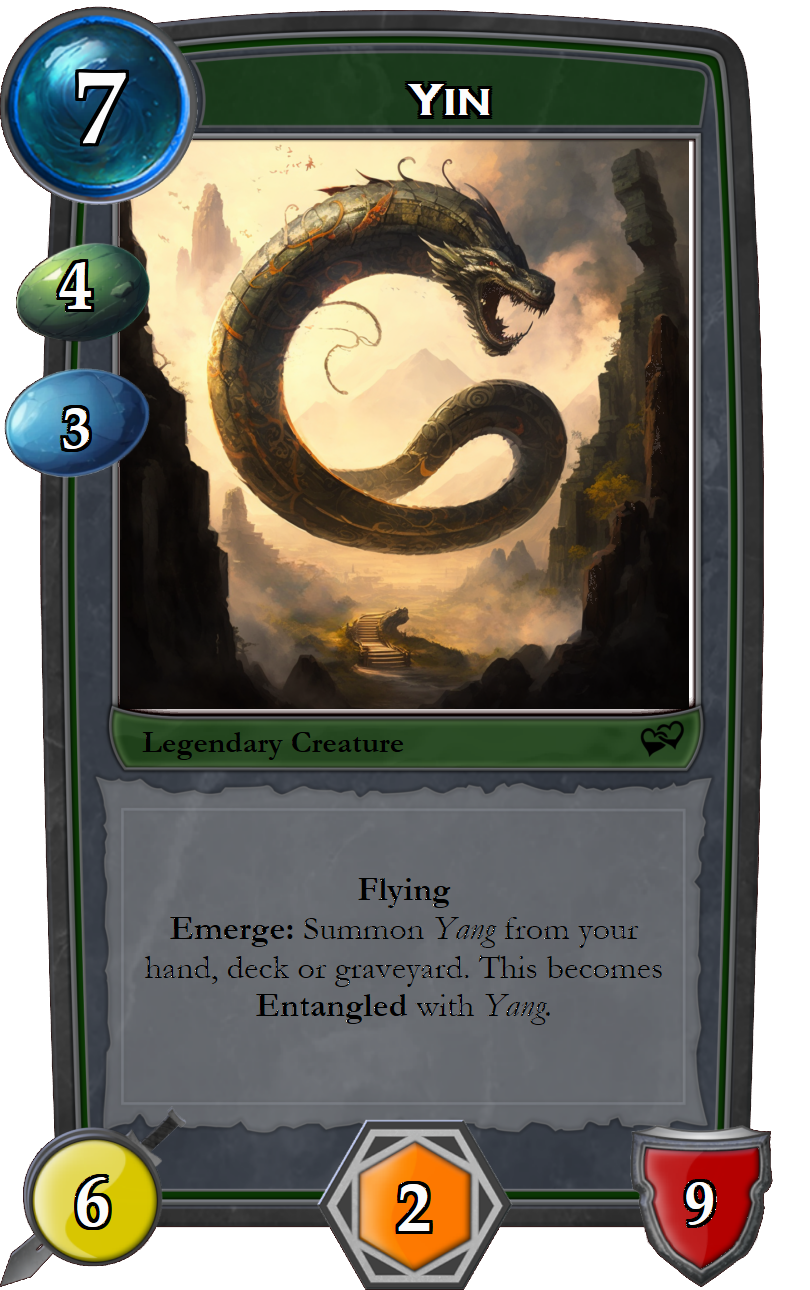 7
Yin
4
3
Legendary Creature
Flying
Emerge: Summon Yang from your
hand, deck or graveyard. This becomes
Entangled with Yang.
6
2
9